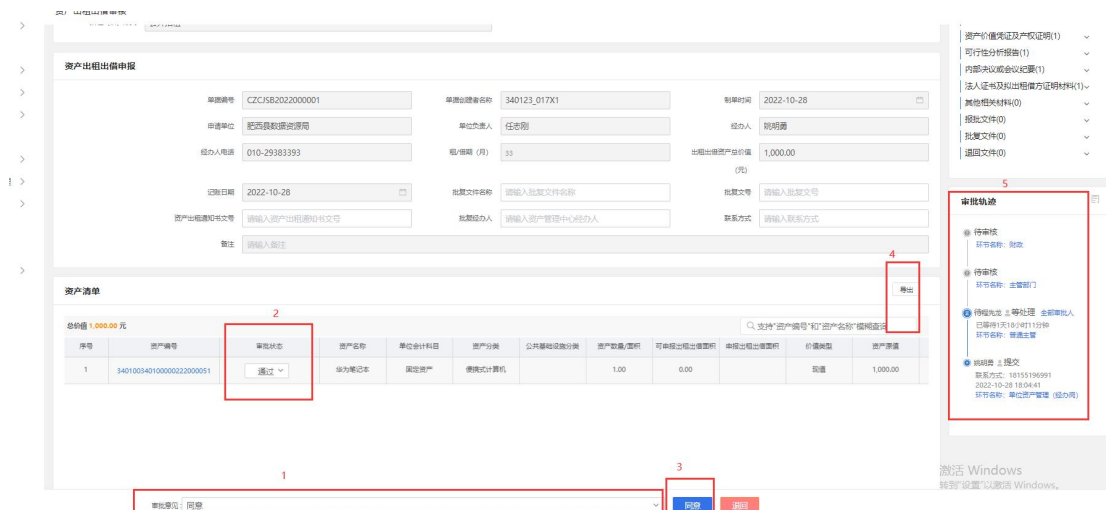 资产出租出借审核
资产价值凭证及产权证明(1)
可行性分析报告(1)
内部决议或会议纪要(1)
法人证书及拟出租借方证明材料(1)
其他相关材料(0)
报批文件(0)
批复文件(0)
退回文件(0)
资产出租出借申报
单据编号 CZCJSB2022000001 单据创建者名称 340123_017X1 制单时间 2022-10-28
申请单位 肥西县数据资源局 单位负责人 任志刚 经办人 姚明勇
经办人电话 010-29383393 租/借期（月） 33 出租出借资产总价值(元) 1,000.00
记账日期 2022-10-28 批复文件名称 请输入批复文件名称 批复文号 请输入批复文号
资产出租通知书文号 请输入资产出租通知书文号 批复经办人 请输入资产管理中心经办人 联系方式 请输入联系方式
备注 请输入备注
5
审批轨迹
待审核
环节名称：财政
待审核
环节名称：主管部门
等处理 全部审批人
已等待1天18小时11分钟
环节名称：普通主管
姚明勇 提交
联系方式：18155196991
2022-10-28 18:04:41
环节名称：单位资产管理（经办岗）
4
资产清单 导出
2
总价值 1,000.00 元 支持"资产编号"和"资产名称"模糊查询
序号 资产编号 审批状态 资产名称 单位会计科目 资产分类 公共基础设施分类 资产数量/面积 可申报出租出借面积 申报出租出借面积 价值类型 资产原值
1 340100340100000222000051 通过 华为笔记本 固定资产 便携式计算机 1.00 0.00 现值 1,000.00
1
3
审批意见：同意 同意 退回
激活 Windows
转到"设置"以激活 Windows。